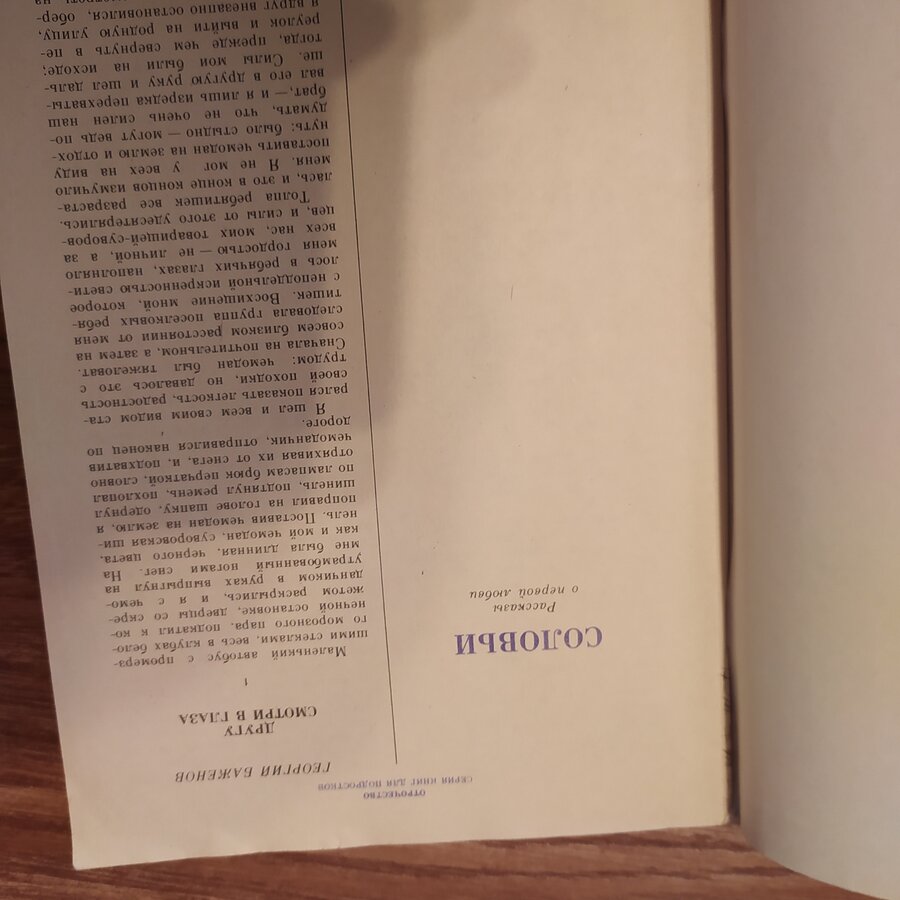 ОТРОЧЕСТВО
СЕРИЯ КНИГ ДЛЯ ПОДРОСТКОВ
СОЛОВЬИ
Рассказы
о первой любви
ГЕОРГИЙ БАЖЕНОВ
ДРУГУ
СМОТРИ В ГЛАЗА
1
Маленький автобус с промерз-
шими стеклами, весь в клубах бело-
го морозного пара, подкатил к ко-
нечной остановке, дверцы со скре-
жетом раскрылись, и я с чемо-
данчиком в руках выпрыгнул на
утрамбованный ногами снег. На
мне была длинная, черного цвета,
как и мой чемодан, суворовская ши-
нель. Поставив чемодан на землю, я
поправил на голове шапку, одернул
шинель, подтянул ремень, похлопал
по лампасам брюк перчаткой, словно
отряхивая их от снега, и, подхватив
чемоданчик, отправился наконец по
дороге.
Я шел и всем своим видом ста-
рался показать легкость, радостность
своей походки, но давалось это с
трудом: чемодан был тяжеловат.
Сначала на почтительном, а затем на
совсем близком расстоянии от меня
следовала группа поселковых ребя-
тишек. Восхищение мной, которое
с неподдельной искренностью свети-
лось в ребячьих глазах, наполняло
меня гордостью — не личной, а за
всех нас, моих товарищей-суворов-
цев, и силы от этого удесятерялись.
Толпа ребятишек все разраста-
лась, и это в конце концов измучило
меня. Я не мог у всех на виду
поставить чемодан на землю и отдох-
нуть: было стыдно — могут ведь по-
думать, что не очень силен наш
брат, — и я лишь изредка перехваты-
вал его в другую руку и шел даль-
ше. Силы мои были на исходе;
тогда, прежде чем свернуть в пе-
реулок и выйти на родную улицу,
я вдруг внезапно остановился, обер-